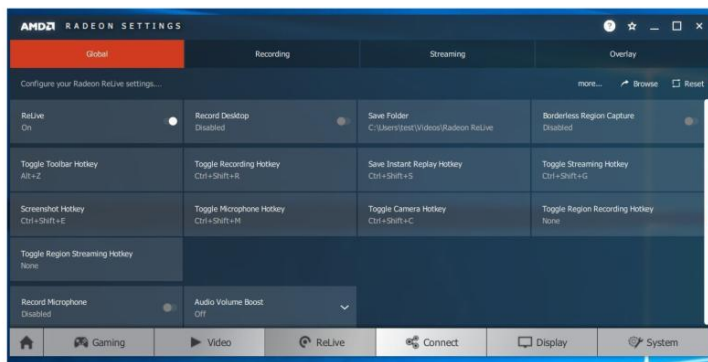 AMD RADEON SETTINGS
Global Recording Streaming Overlay
Configure your Radeon ReLive settings.... more... Browse Reset
ReLive Record Desktop Save Folder Borderless Region Capture
On Disabled C:\Users\test\Videos\Radeon ReLive Disabled
Toggle Toolbar Hotkey Toggle Recording Hotkey Save Instant Replay Hotkey Toggle Streaming Hotkey
Alt+Z Ctrl+Shift+R Ctrl+Shift+S Ctrl+Shift+G
Screenshot Hotkey Toggle Microphone Hotkey Toggle Camera Hotkey Toggle Region Recording Hotkey
Ctrl+Shift+E Ctrl+Shift+M Ctrl+Shift+C None
Toggle Region Streaming Hotkey
None
Record Microphone Audio Volume Boost
Disabled Off
Gaming Video ReLive Connect Display System